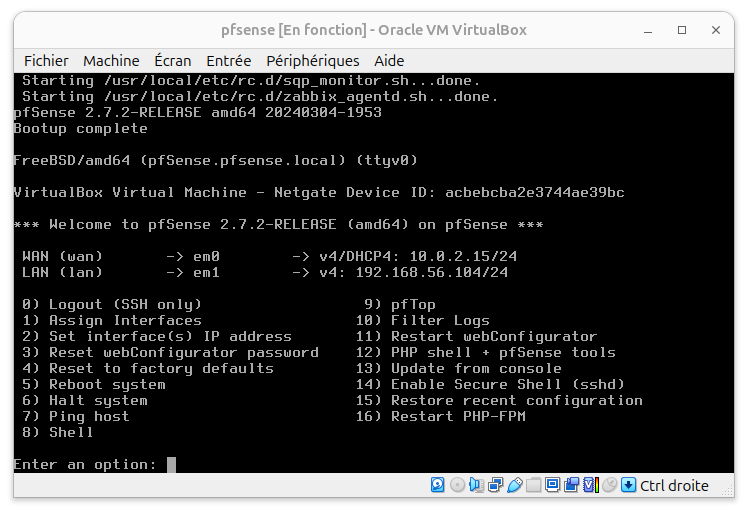 pfsense [En fonction] - Oracle VM VirtualBox
Fichier Machine Écran Entrée Périphériques Aide
Starting /usr/local/etc/rc.d/sqp_monitor.sh...done.
Starting /usr/local/etc/rc.d/zabbix_agentd.sh...done.
pfSense 2.7.2-RELEASE amd64 20240304-1953
Bootup complete
FreeBSD/amd64 (pfSense.pfsense.local) (ttyv0)
VirtualBox Virtual Machine - Netgate Device ID: acbebcba2e3744ae39bc
*** Welcome to pfSense 2.7.2-RELEASE (amd64) on pfSense ***
WAN (wan) -> em0 -> v4/DHCP4: 10.0.2.15/24
LAN (lan) -> em1 -> v4: 192.168.56.104/24
0) Logout (SSH only) 9) pfTop
1) Assign Interfaces 10) Filter Logs
2) Set interface(s) IP address 11) Restart webConfigurator
3) Reset webConfigurator password 12) PHP shell + pfSense tools
4) Reset to factory defaults 13) Update from console
5) Reboot system 14) Enable Secure Shell (sshd)
6) Halt system 15) Restore recent configuration
7) Ping host 16) Restart PHP-FPM
8) Shell
Enter an option:
Ctrl droite